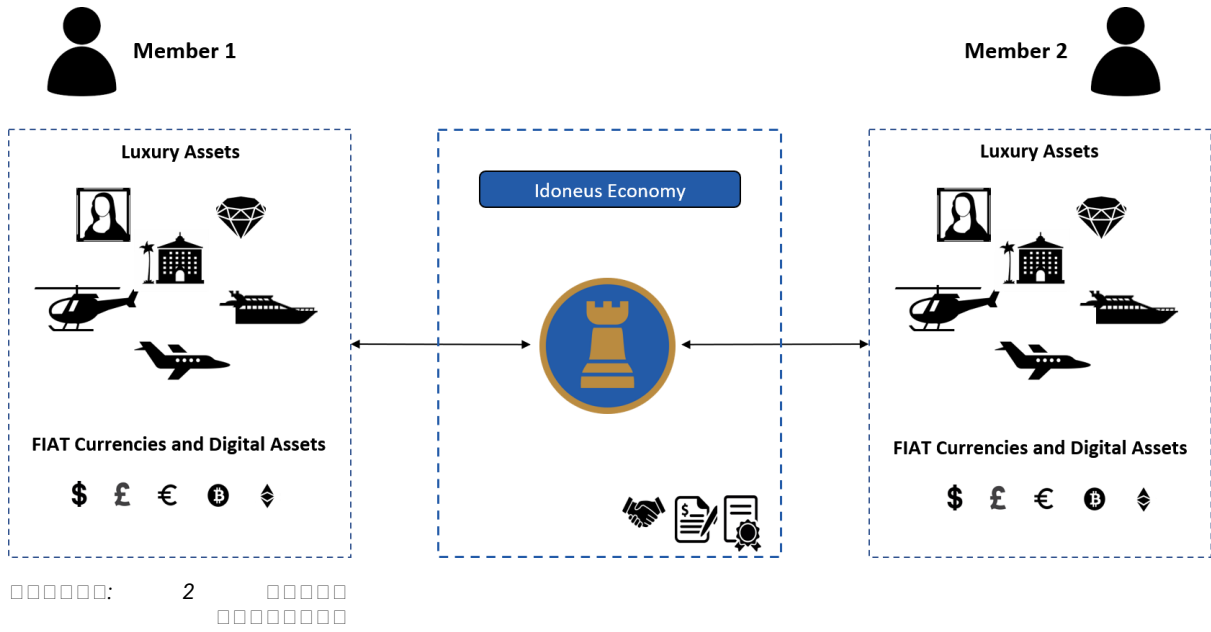 Member 1
Member 2
Luxury Assets
FIAT Currencies and Digital Assets
$ £ €
Idoneus Economy
Luxury Assets
FIAT Currencies and Digital Assets
$ £ €
: 2